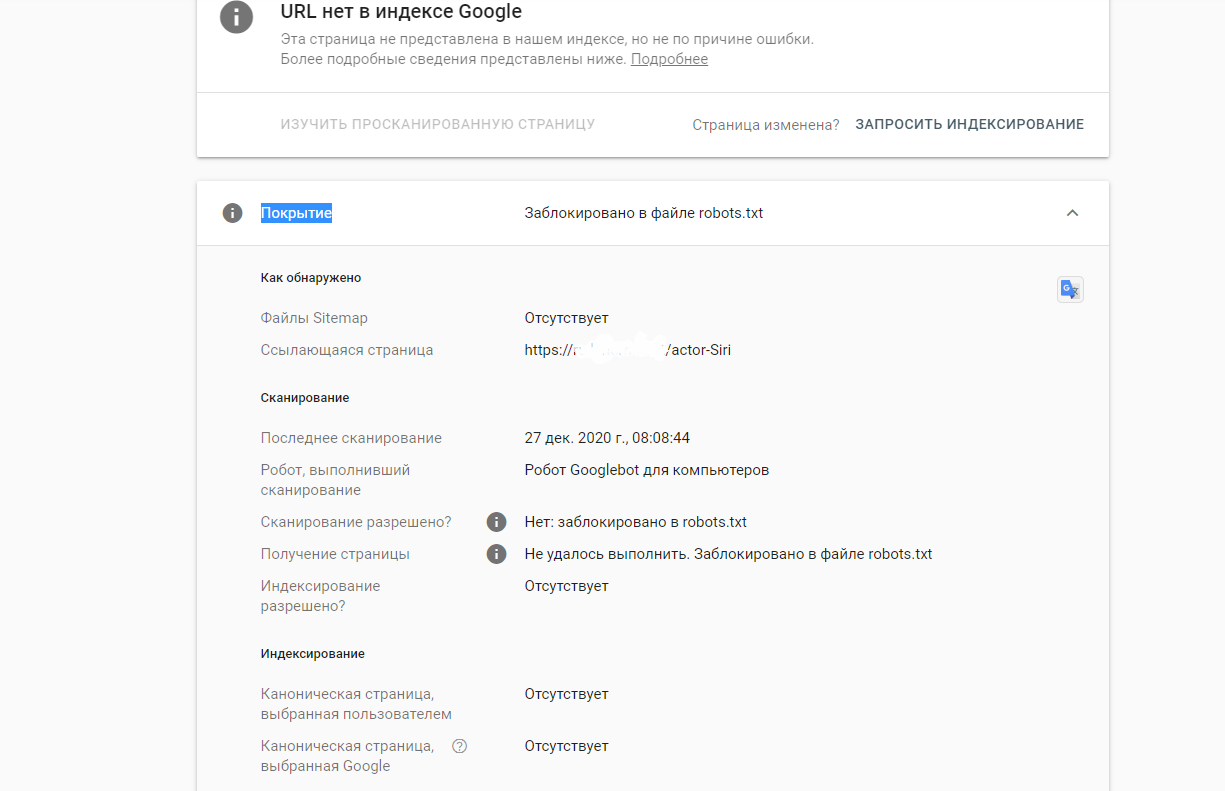 URL нет в индексе Google
Эта страница не представлена в нашем индексе, но не по причине ошибки.
Более подробные сведения представлены ниже. Подробнее
ИЗУЧИТЬ ПРОСКАНИРОВАННУЮ СТРАНИЦУ Страница изменена? ЗАПРОСИТЬ ИНДЕКСИРОВАНИЕ
Покрытие Заблокировано в файле robots.txt
Как обнаружено
Файлы Sitemap Отсутствует
Ссылающаяся страница https:// /actor-Siri
Сканирование
Последнее сканирование 27 дек. 2020 г., 08:08:44
Робот, выполнивший Робот Googlebot для компьютеров
сканирование
Сканирование разрешено? Нет: заблокировано в robots.txt
Получение страницы Не удалось выполнить. Заблокировано в файле robots.txt
Индексирование Отсутствует
разрешено?
Индексирование
Каноническая страница, Отсутствует
выбранная пользователем
Каноническая страница, Отсутствует
выбранная Google